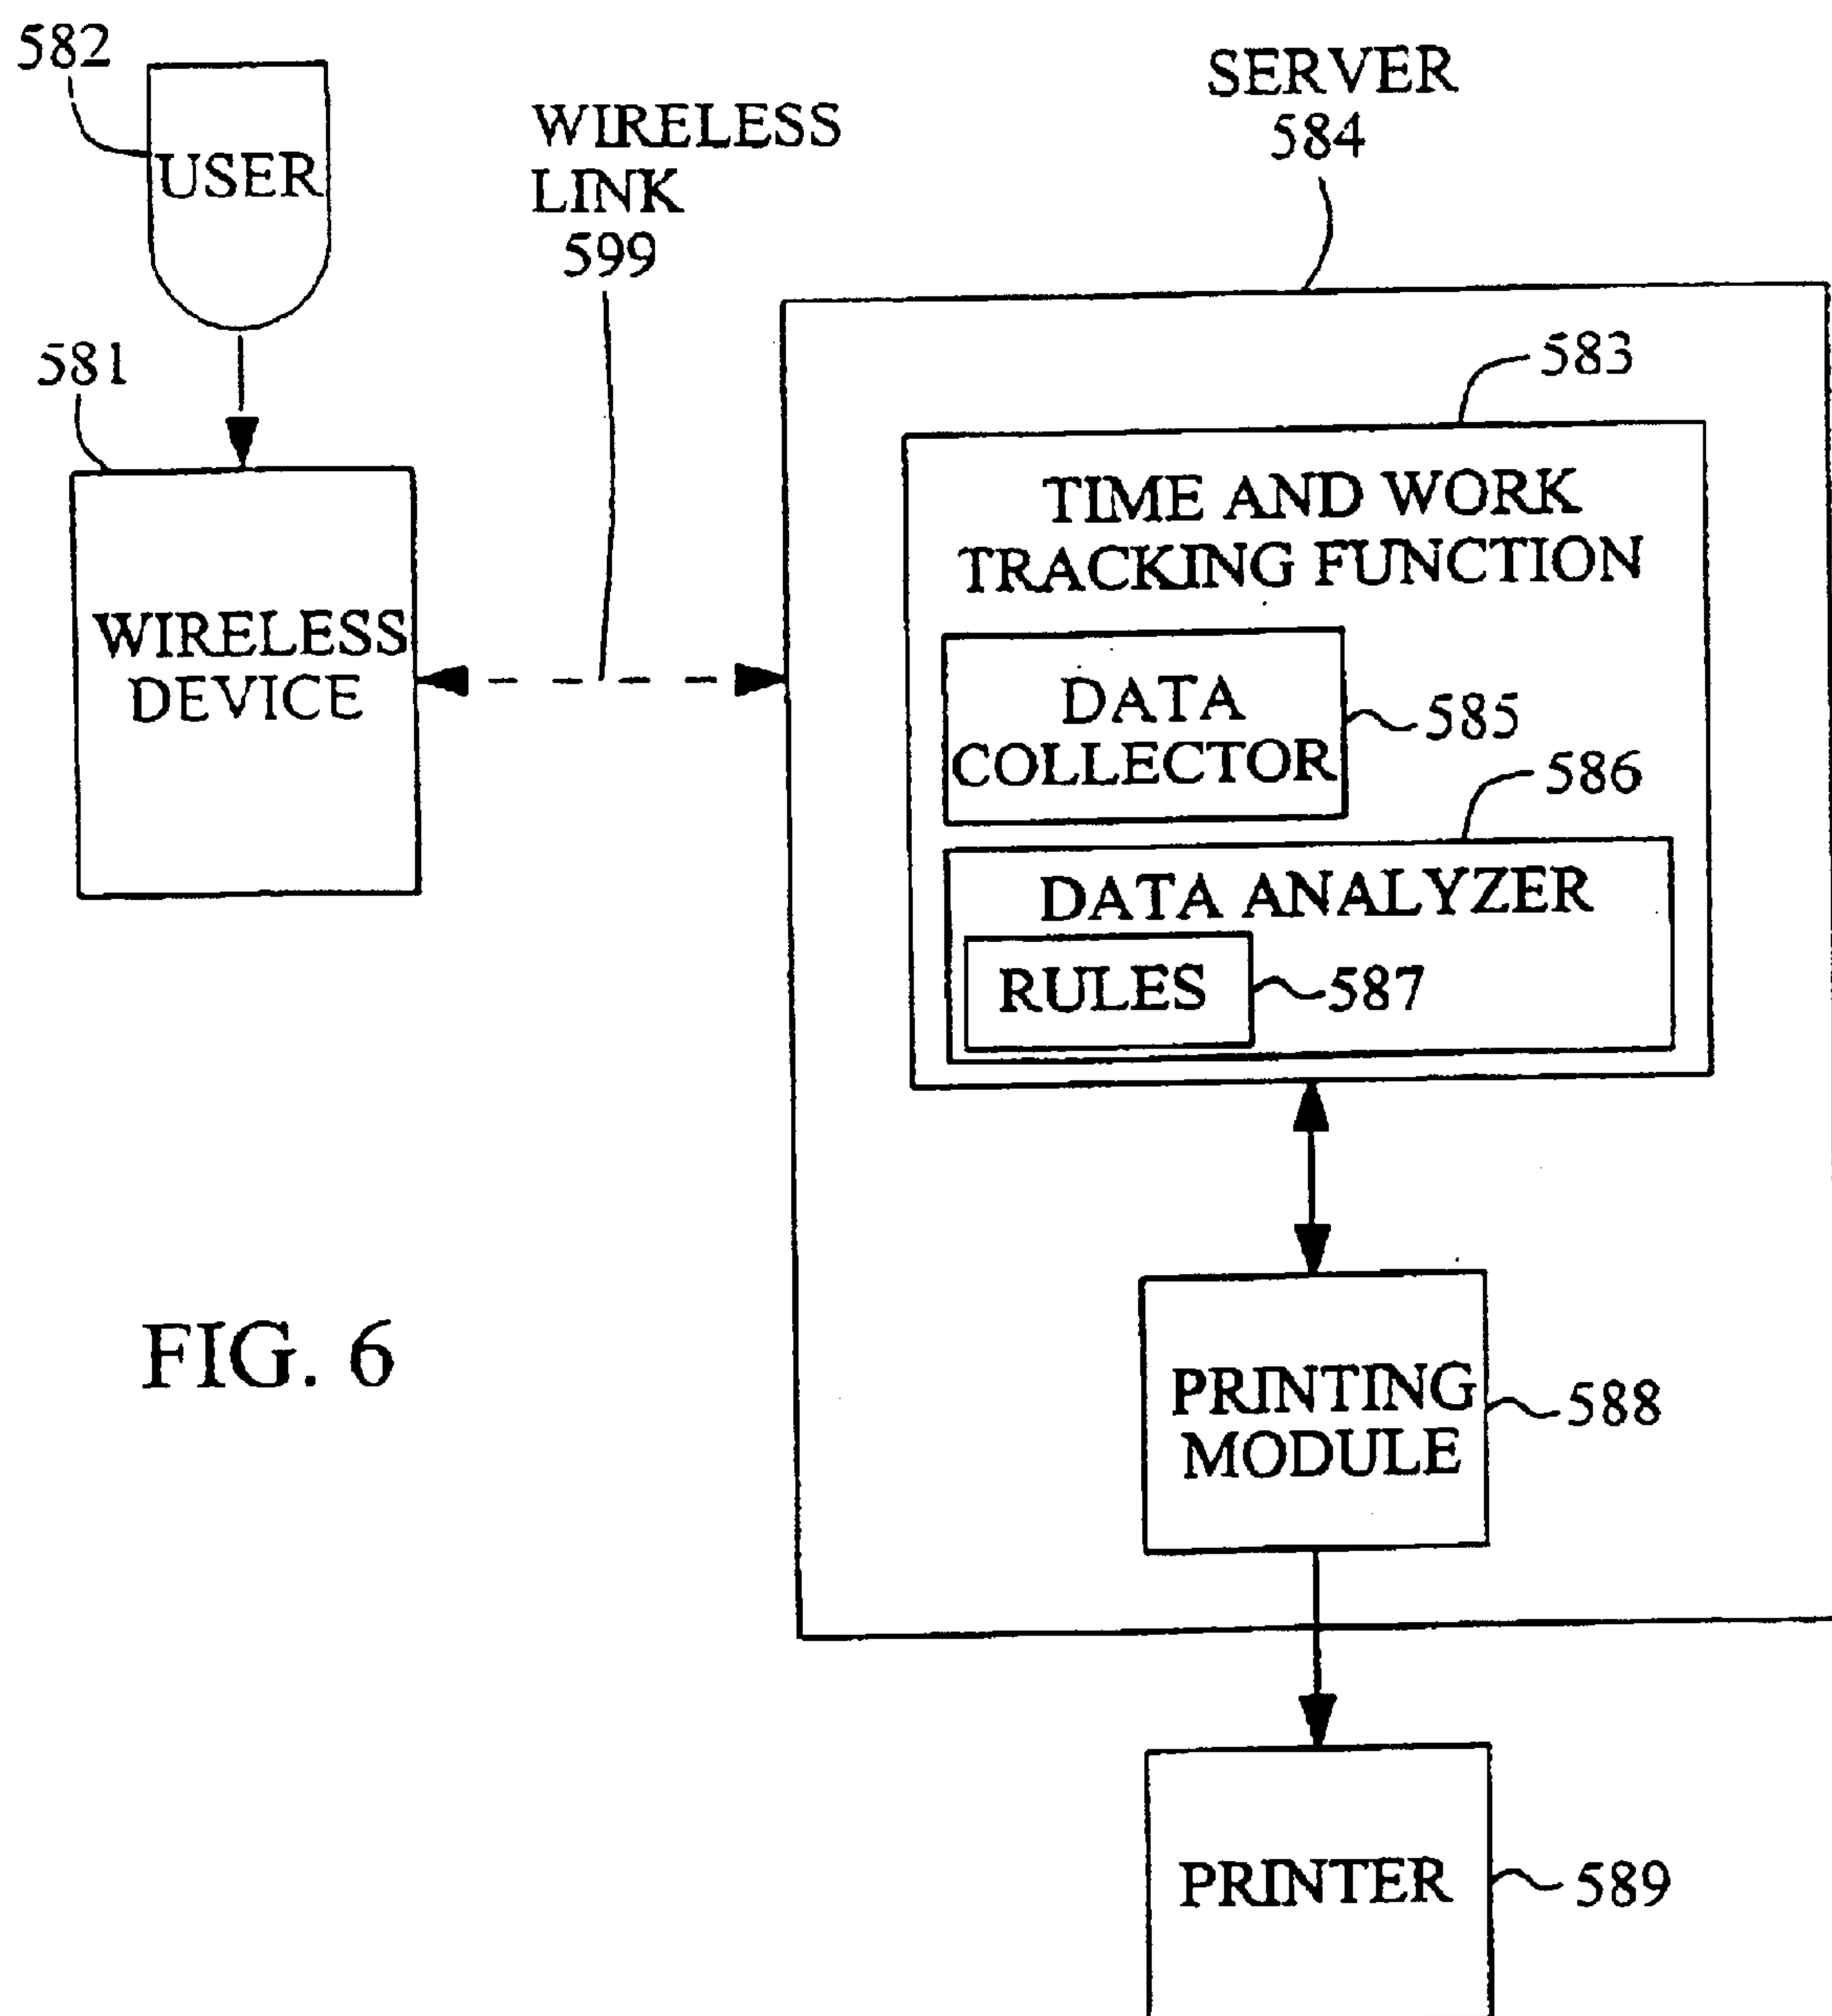 582
USER
WIRELESS
LINK
599
SERVER
584
581
WIRELESS
DEVICE
583
TIME AND WORK
TRACKING FUNCTION
DATA
COLLECTOR
585
586
DATA ANALYZER
RULES
587
FIG. 6
PRINTING
MODULE
588
PRINTER
589